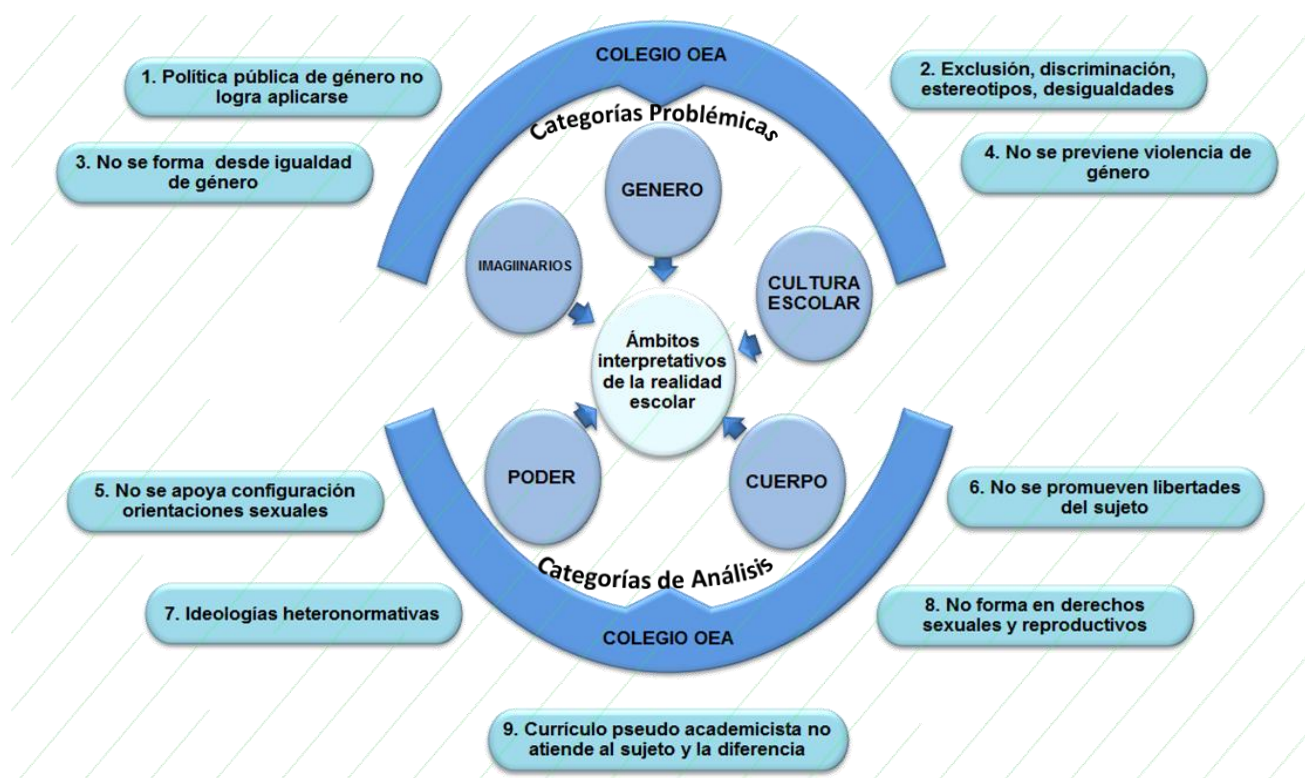 COLEGIO OEA
1. Política pública de género no
logra aplicarse
2. Exclusión, discriminación,
estereotipos, desigualdades
Categorías Problémicas
3. No se forma desde igualdad
de género
4. No se previene violencia de
género
GENERO
IMAGIINARIOS
CULTURA
ESCOLAR
Ámbitos
interpretativos
de la realidad
escolar
PODER
CUERPO
5. No se apoya configuración
orientaciones sexuales
6. No se promueven libertades
del sujeto
Categorías de Análisis
7. Ideologías heteronormativas
8. No forma en derechos
sexuales y reproductivos
COLEGIO OEA
9. Currículo pseudo academicista no
atiende al sujeto y la diferencia